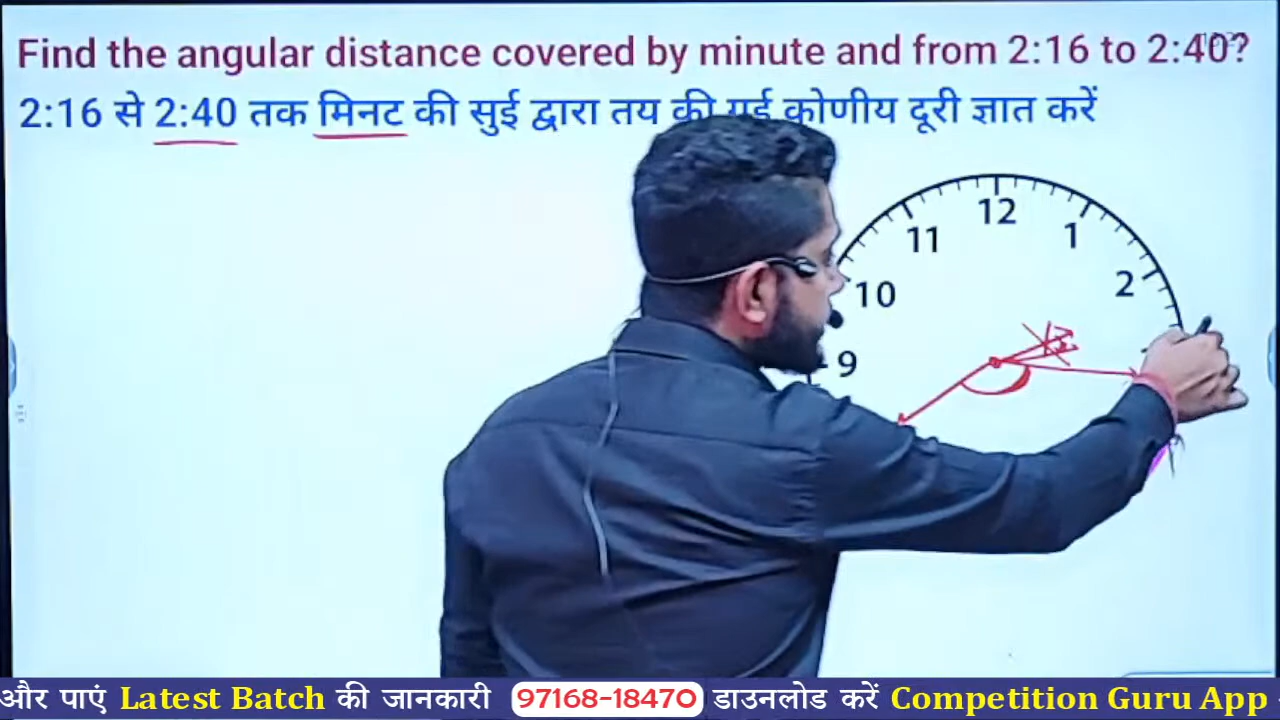 Find the angular distance covered by minute and from 2:16 to 2:40?
2:16 से 2:40 तक मिनट की सुई द्वारा तय की गई कोणीय दूरी ज्ञात करें
12
11
1
10
2
9
और पाएं Latest Batch की जानकारी 97168-18470 डाउनलोड करें Competition Guru App